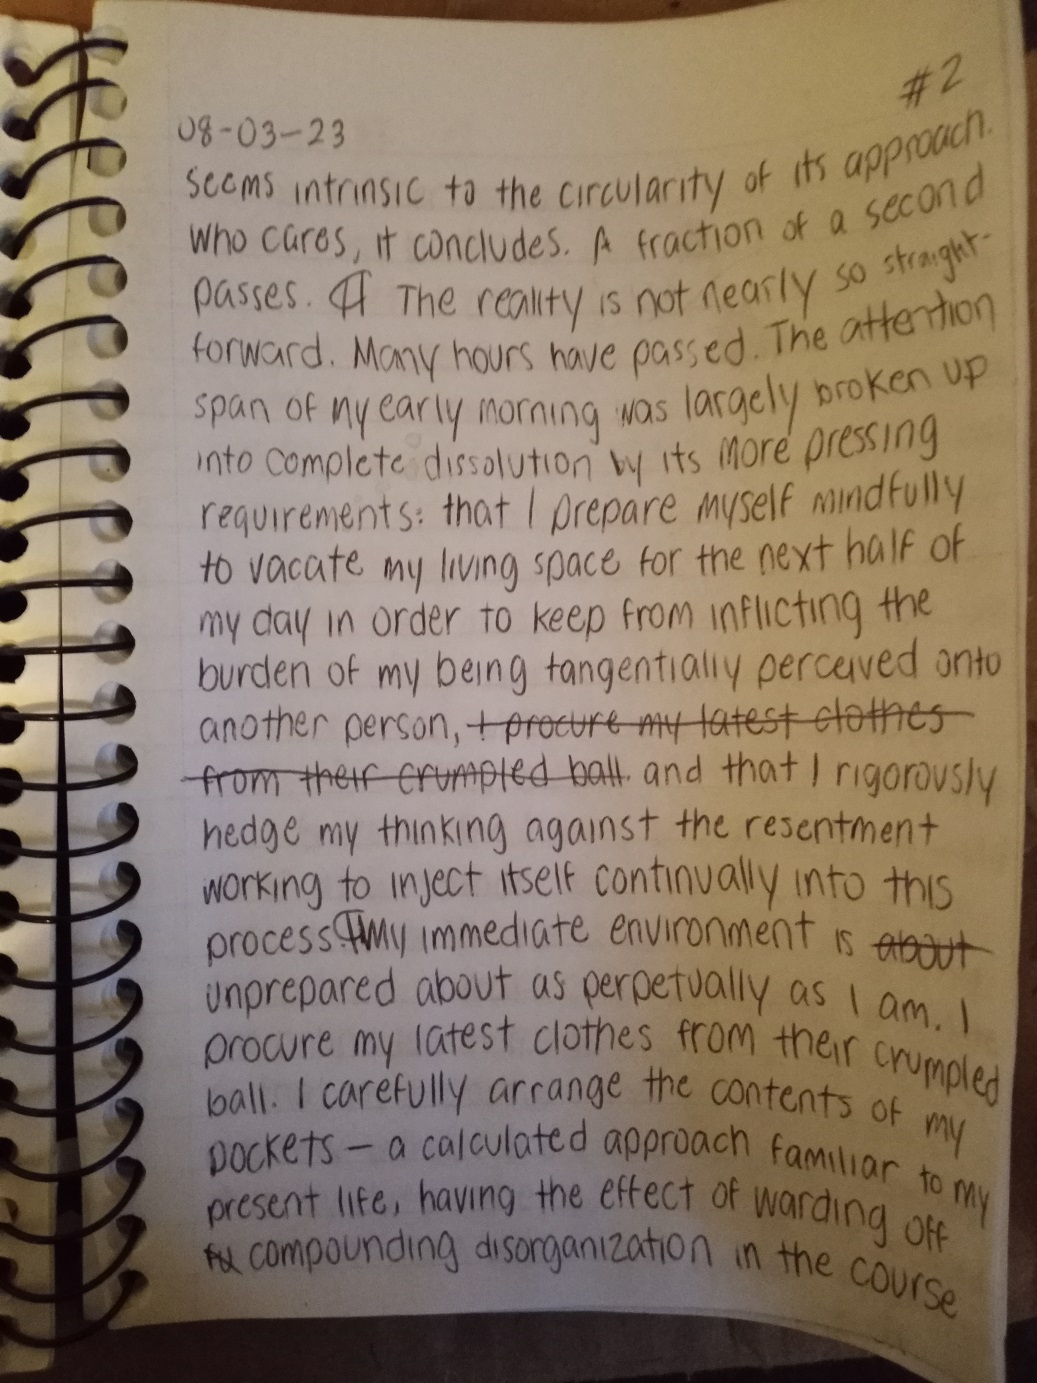 #2
08-03-23
seems intrinsic to the circularity of its approach.
Who cares, it concludes. A fraction of a second
passes. ¶ The reality is not nearly so straight-
forward. Many hours have passed. The attention
span of my early morning was largely broken up
into complete dissolution by its more pressing
requirements: that I prepare myself mindfully
to vacate my living space for the next half of
my day in order to keep from inflicting the
burden of my being tangentially perceived onto
another person, I procure my latest clothes
from their crumpled ball. and that I rigorously
hedge my thinking against the resentment
working to inject itself continually into this
process. ¶ My immediate environment is about
unprepared about as perpetually as I am. I
procure my latest clothes from their crumpled
ball. I carefully arrange the contents of my
pockets — a calculated approach familiar to my
present life, having the effect of warding off
compounding disorganization in the course